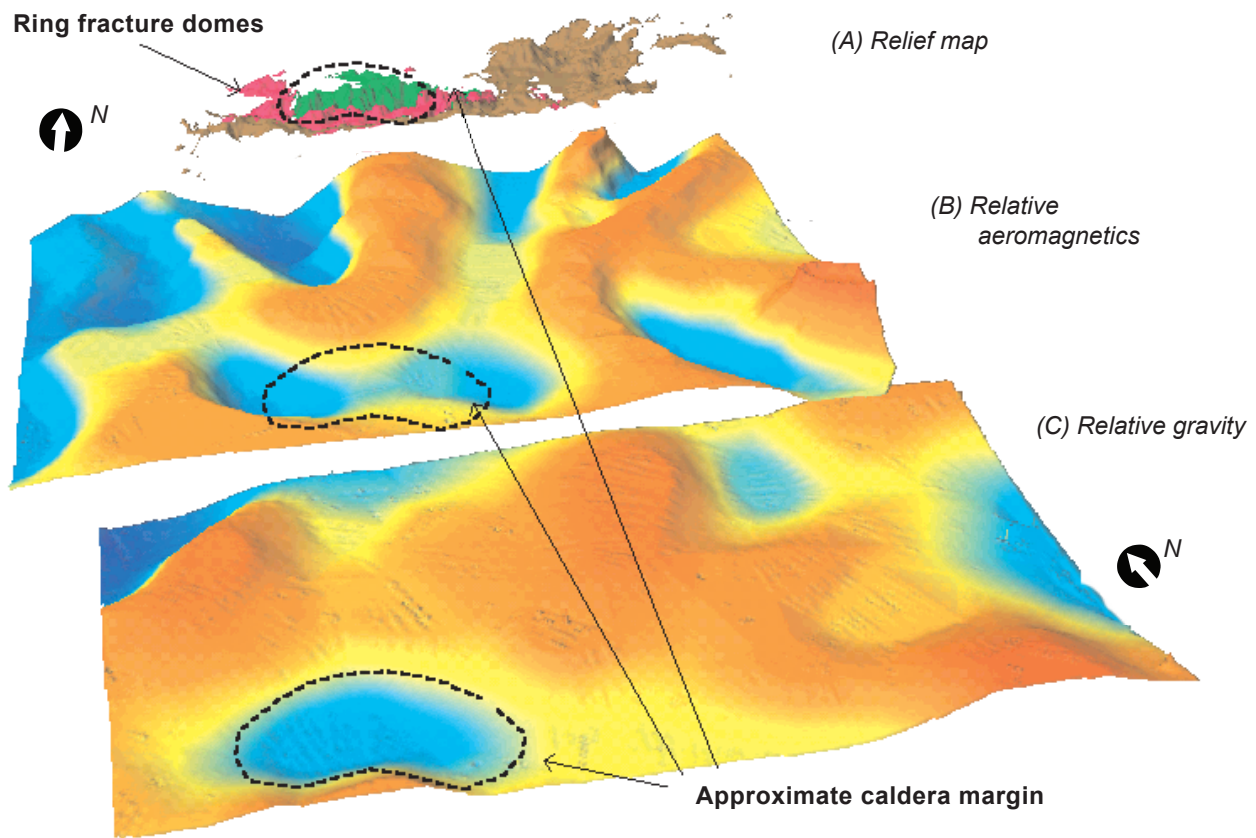 Ring fracture domes
(A) Relief map
N
(B) Relative
aeromagnetics
(C) Relative gravity
N
Approximate caldera margin